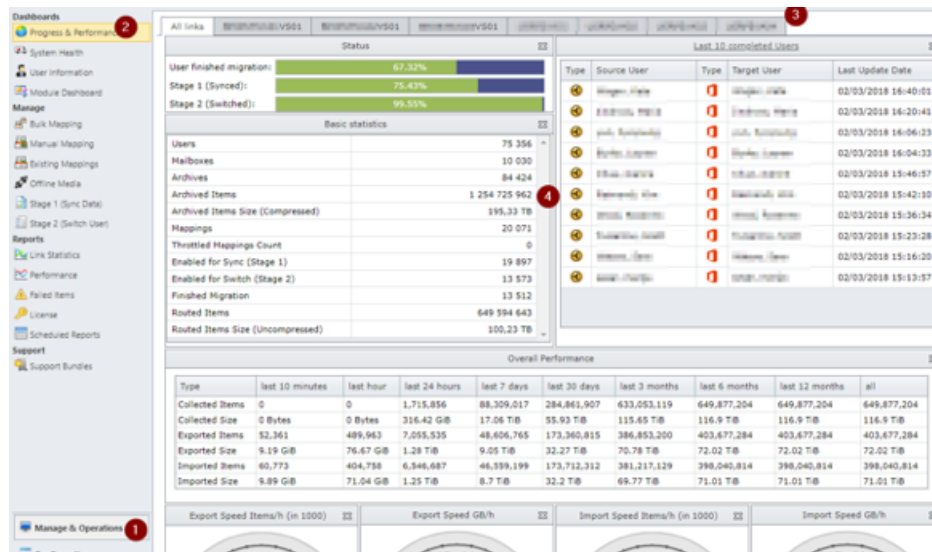 Dashboards
Progress & Performance
2
System Health
User Information
Module Dashboard
Manage
Bulk Mapping
Manual Mapping
Existing Mappings
Offline Media
Stage 1 (Sync Data)
Stage 2 (Switch User)
Reports
Link Statistics
Performance
Failed Items
License
Scheduled Reports
Support
Support Bundles
Manage & Operations
1
All links
VS01
VS01
VS01
3
Status
User finished migration: 67.32%
Stage 1 (Synced): 75.43%
Stage 2 (Switched): 99.55%
Basic statistics
Users 75 356
Mailboxes 10 030
Archives 84 424
Archived Items 1 254 725 962
4
Archived Items Size (Compressed) 195,33 TB
Mappings 20 071
Throttled Mappings Count 0
Enabled for Sync (Stage 1) 19 897
Enabled for Switch (Stage 2) 13 573
Finished Migration 13 512
Routed Items 649 594 643
Routed Items Size (Uncompressed) 100,23 TB
Last 10 completed Users
Type Source User Type Target User Last Update Date
02/03/2018 16:40:01
02/03/2018 16:20:41
02/03/2018 16:06:23
02/03/2018 16:04:33
02/03/2018 15:46:57
02/03/2018 15:42:10
02/03/2018 15:36:34
02/03/2018 15:23:28
02/03/2018 15:16:20
02/03/2018 15:13:57
Overall Performance
Type last 10 minutes last hour last 24 hours last 7 days last 30 days last 3 months last 6 months last 12 months all
Collected Items 0 0 1,715,856 88,309,017 284,861,907 633,053,119 649,877,204 649,877,204 649,877,204
Collected Size 0 Bytes 0 Bytes 316.42 GiB 17.06 TiB 55.93 TiB 115.65 TiB 116.9 TiB 116.9 TiB 116.9 TiB
Exported Items 52,361 489,963 7,055,535 48,606,765 173,360,815 386,853,200 403,677,284 403,677,284 403,677,284
Exported Size 9.19 GiB 76.67 GiB 1.28 TiB 9.05 TiB 32.27 TiB 70.78 TiB 72.02 TiB 72.02 TiB 72.02 TiB
Imported Items 60,773 404,758 6,546,687 46,559,199 173,712,312 381,217,129 398,040,814 398,040,814 398,040,814
Imported Size 9.89 GiB 71.04 GiB 1.25 TiB 8.7 TiB 32.2 TiB 69.77 TiB 71.01 TiB 71.01 TiB 71.01 TiB
Export Speed Items/h (in 1000)
Export Speed GB/h
Import Speed Items/h (in 1000)
Import Speed GB/h